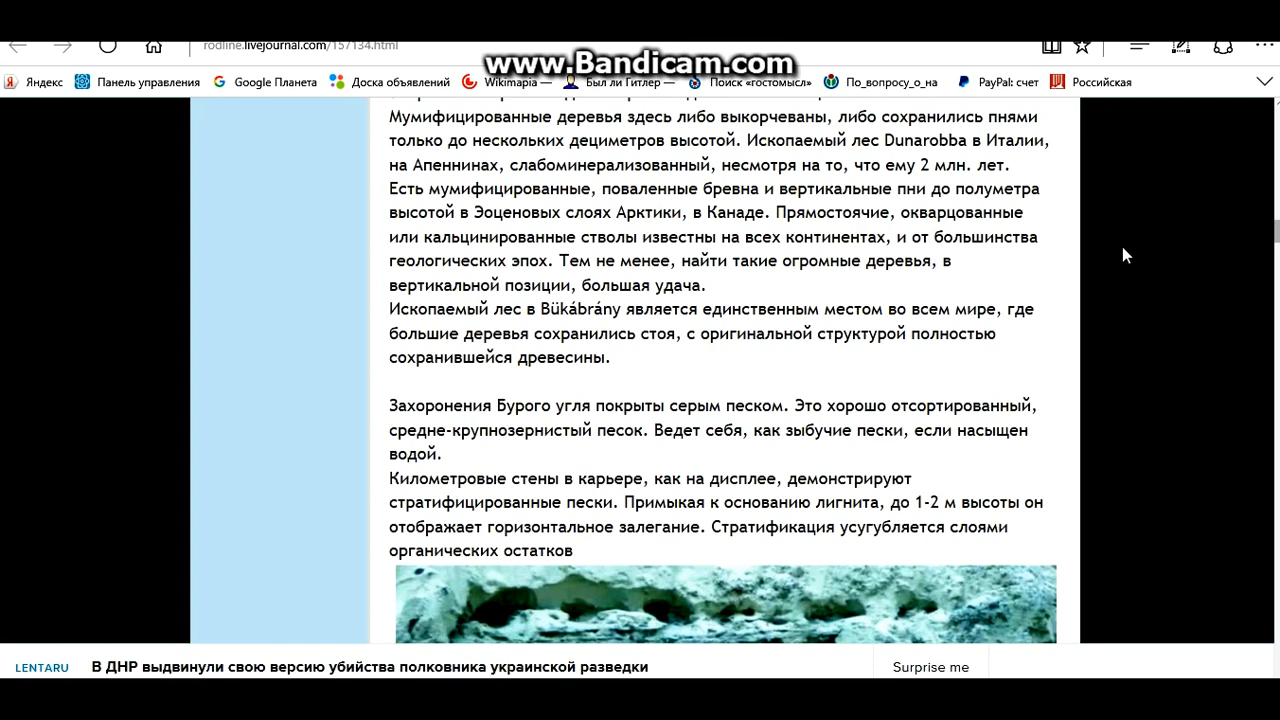 rodline.livejournal.com/157134.html
www.Bandicam.com
Яндекс Панель управления Google Планета Доска объявлений Wikimapia Был ли Гитлер - Поиск «гостомысл» По_вопросу_о_на PayPal: счет Российская
Мумифицированные деревья здесь либо выкорчеваны, либо сохранились пнями
только до нескольких дециметров высотой. Ископаемый лес Dunarobba в Италии,
на Апеннинах, слабоминерализованный, несмотря на то, что ему 2 млн. лет.
Есть мумифицированные, поваленные бревна и вертикальные пни до полуметра
высотой в Эоценовых слоях Арктики, в Канаде. Прямостоячие, окварцованные
или кальцинированные стволы известны на всех континентах, и от большинства
геологических эпох. Тем не менее, найти такие огромные деревья, в
вертикальной позиции, большая удача.
Ископаемый лес в Bükábrány является единственным местом во всем мире, где
большие деревья сохранились стоя, с оригинальной структурой полностью
сохранившейся древесины.
Захоронения Бурого угля покрыты серым песком. Это хорошо отсортированный,
средне-крупнозернистый песок. Ведет себя, как зыбучие пески, если насыщен
водой.
Километровые стены в карьере, как на дисплее, демонстрируют
стратифицированные пески. Примыкая к основанию лигнита, до 1-2 м высоты он
отображает горизонтальное залегание. Стратификация усугубляется слоями
органических остатков
LENTARU В ДНР выдвинули свою версию убийства полковника украинской разведки Surprise me